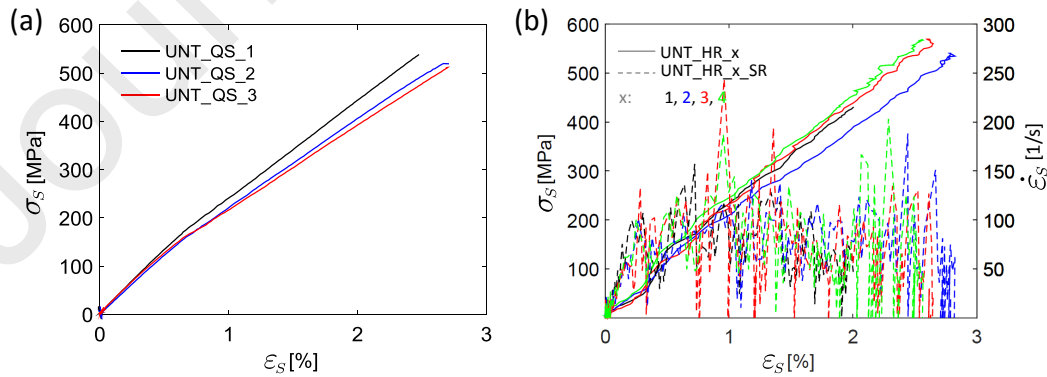 (a)
600
500
400
300
200
100
0
0
1
2
3
σS [MPa]
εS [%]
UNT_QS_1
UNT_QS_2
UNT_QS_3
(b)
600
500
400
300
200
100
0
1
2
3
σS [MPa]
εS [%]
300
250
200
150
100
50
ε̇S [1/s]
UNT_HR_x
UNT_HR_x_SR
x: 1, 2, 3, 4